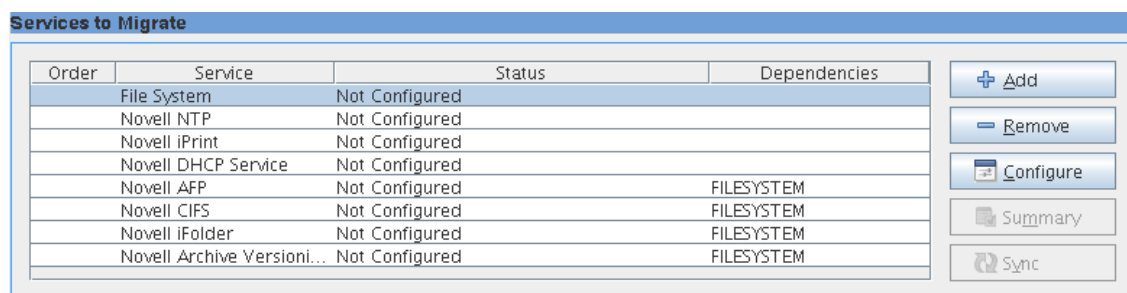 Services to Migrate
Order Service Status Dependencies
File System Not Configured
Novell NTP Not Configured
Novell iPrint Not Configured
Novell DHCP Service Not Configured
Novell AFP Not Configured FILESYSTEM
Novell CIFS Not Configured FILESYSTEM
Novell iFolder Not Configured FILESYSTEM
Novell Archive Versioni... Not Configured FILESYSTEM
Add
Remove
Configure
Summary
Sync